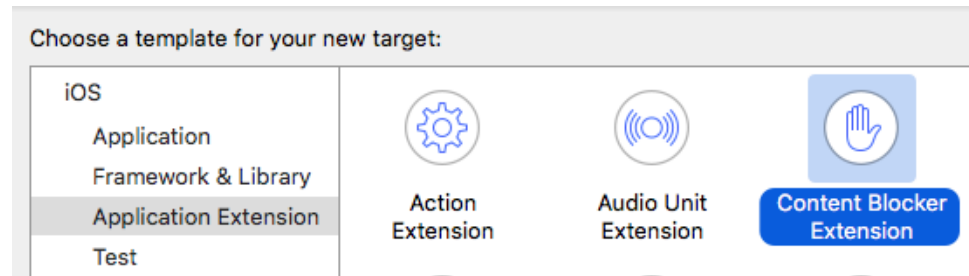 Choose a template for your new target:
iOS
Application
Framework & Library
Application Extension
Test
Action
Extension
Audio Unit
Extension
Content Blocker
Extension